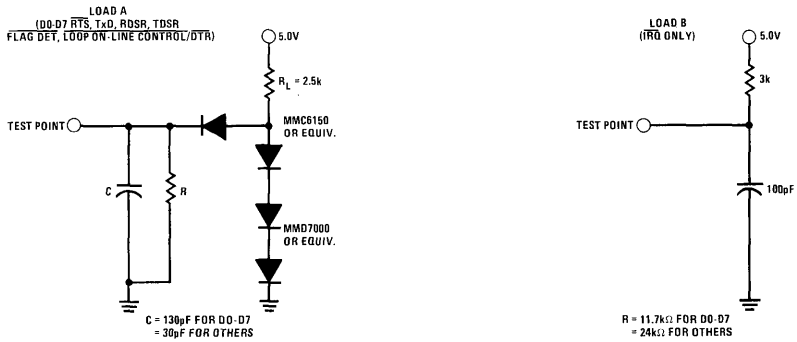 LOAD A
(D0-D7 RTS, TxD, RDSR, TDSR
FLAG DET, LOOP ON-LINE CONTROL/DTR)
5.0V
R_L = 2.5k
TEST POINT
MMC6150
OR EQUIV.
C
R
MMD7000
OR EQUIV.
C = 130pF FOR D0-D7
= 30pF FOR OTHERS
LOAD B
(IRQ ONLY)
5.0V
3k
TEST POINT
100pF
R = 11.7kΩ FOR D0-D7
= 24kΩ FOR OTHERS